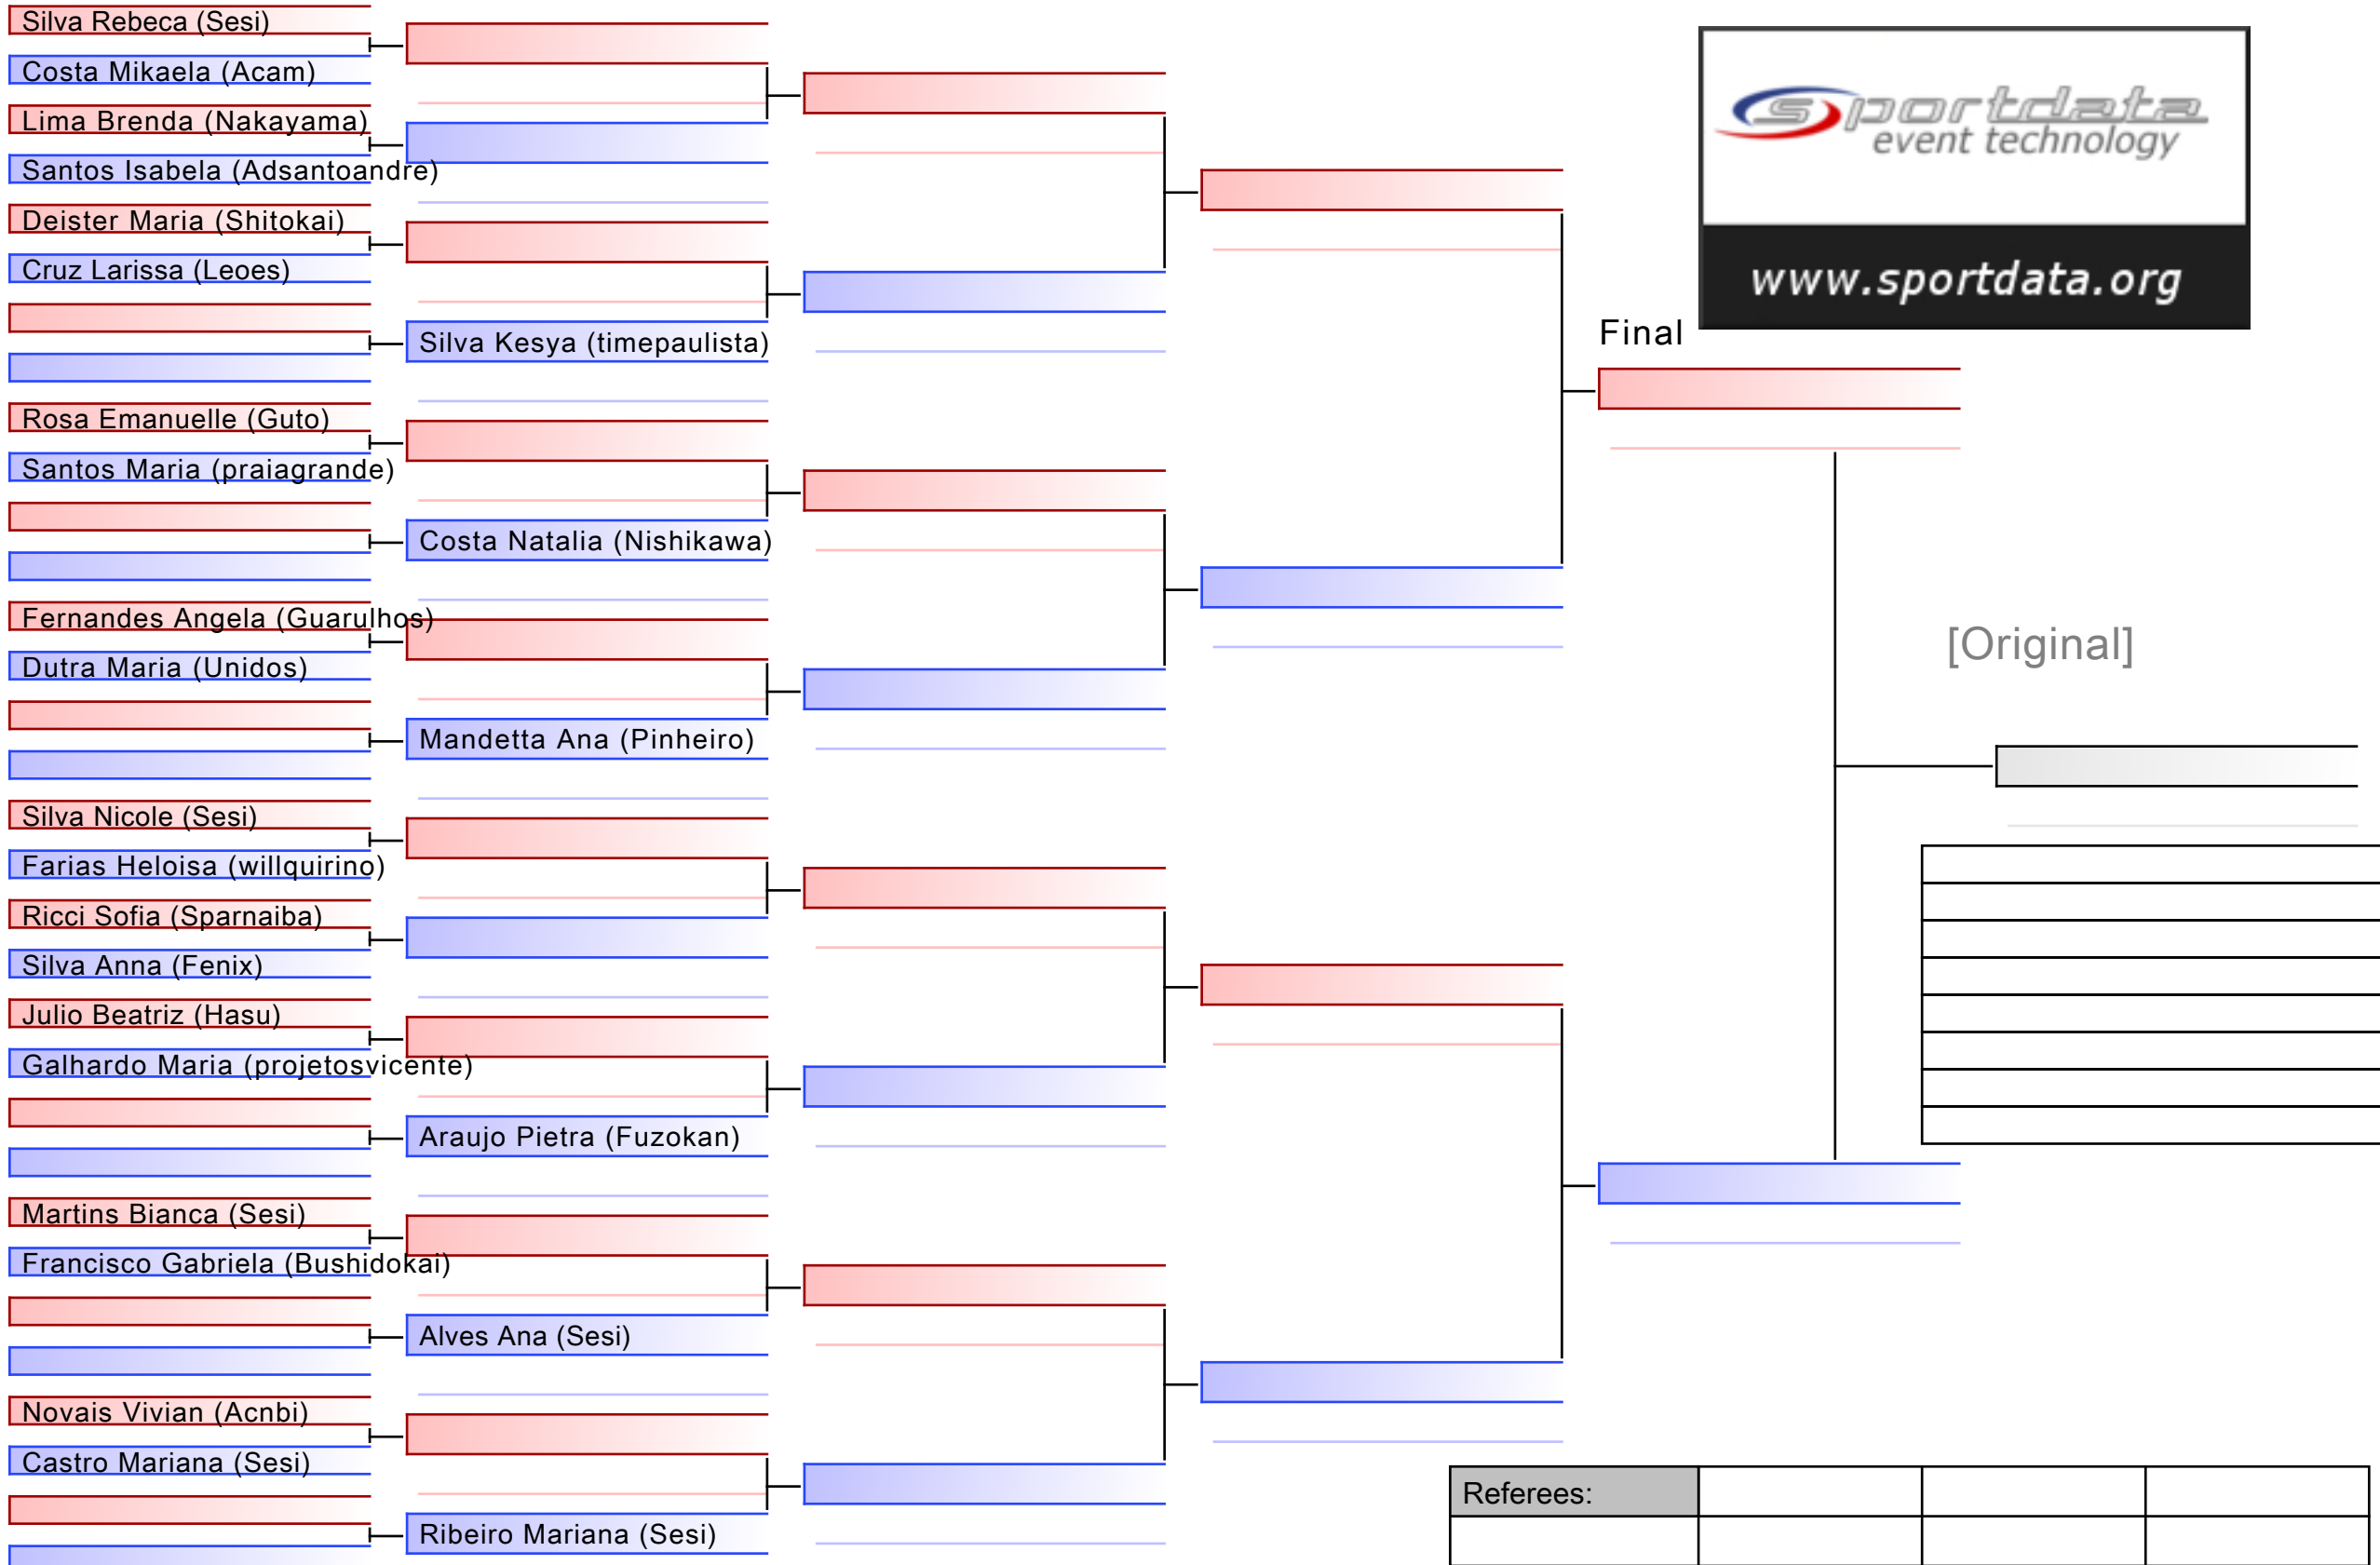 Silva Rebeca (Sesi)
Costa Mikaela (Acam)
Lima Brenda (Nakayama)
Santos Isabela (Adsantoandre)
Deister Maria (Shitokai)
Cruz Larissa (Leoes)
Silva Kesya (timepaulista)
Rosa Emanuelle (Guto)
Santos Maria (praiagrande)
Costa Natalia (Nishikawa)
Fernandes Angela (Guarulhos)
Dutra Maria (Unidos)
Mandetta Ana (Pinheiro)
Silva Nicole (Sesi)
Farias Heloisa (willquirino)
Ricci Sofia (Sparnaiba)
Silva Anna (Fenix)
Julio Beatriz (Hasu)
Galhardo Maria (projetosvicente)
Araujo Pietra (Fuzokan)
Martins Bianca (Sesi)
Francisco Gabriela (Bushidokai)
Alves Ana (Sesi)
Novais Vivian (Acnbi)
Castro Mariana (Sesi)
Ribeiro Mariana (Sesi)
sportdata
event technology
www.sportdata.org
Final
[Original]
Referees: